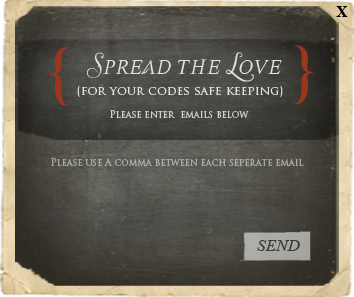 X
SPREAD THE LOVE
(FOR YOUR CODES SAFE KEEPING)
PLEASE ENTER EMAILS BELOW
PLEASE USE A COMMA BETWEEN EACH SEPERATE EMAIL
SEND